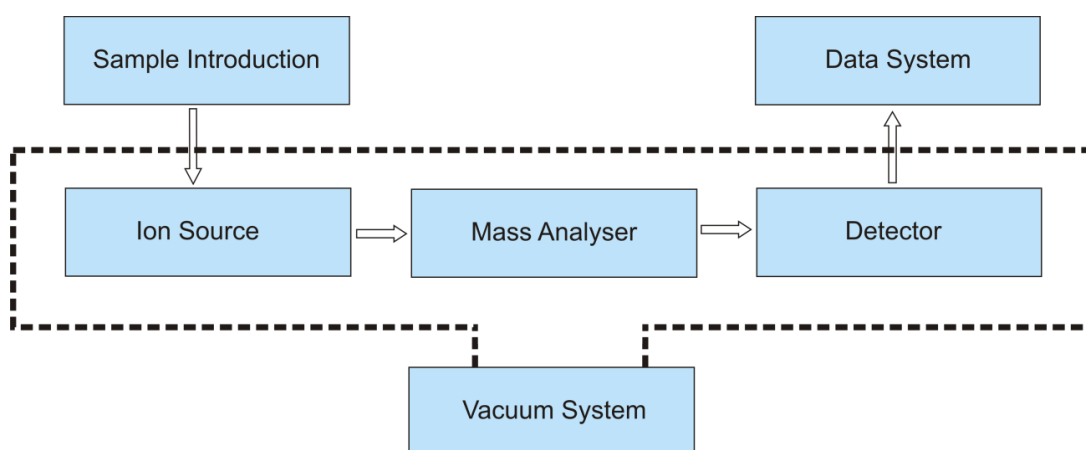 Sample Introduction
Data System
Ion Source
Mass Analyser
Detector
Vacuum System